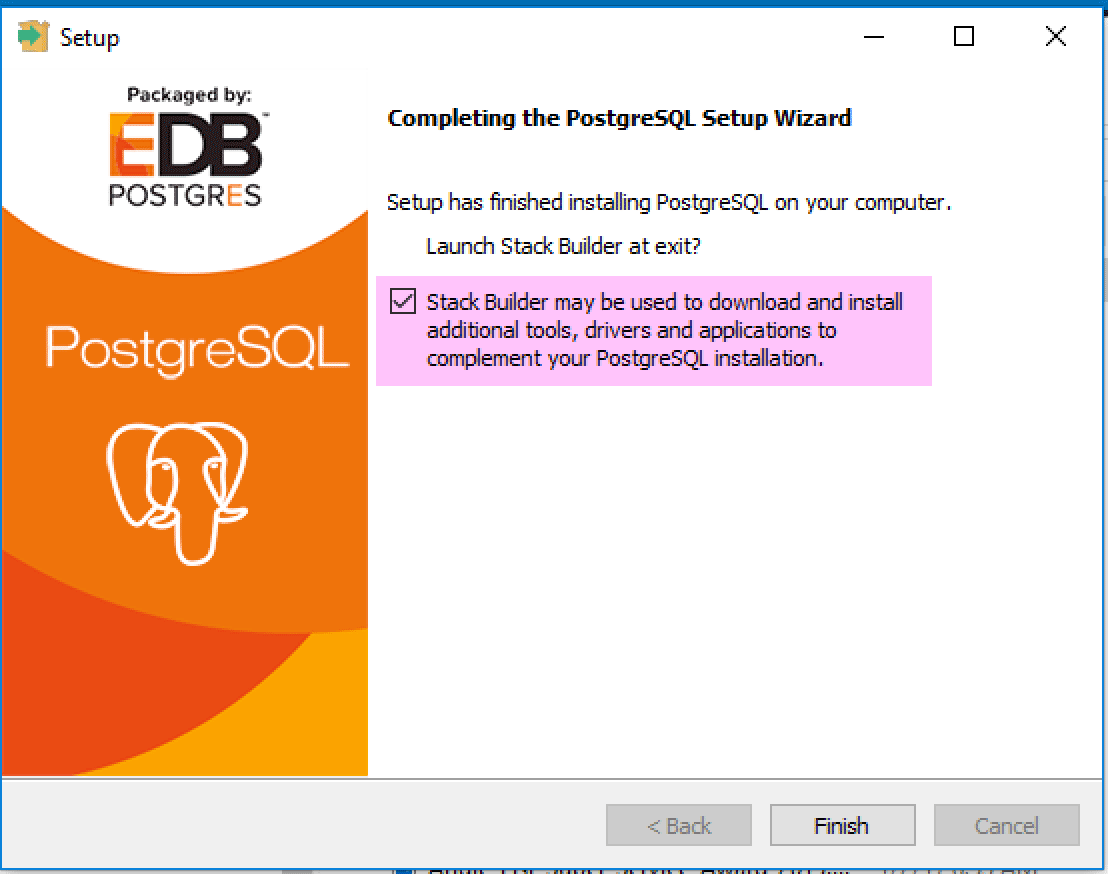 Setup
Packaged by:
EDB
POSTGRES
PostgreSQL
Completing the PostgreSQL Setup Wizard
Setup has finished installing PostgreSQL on your computer.
Launch Stack Builder at exit?
Stack Builder may be used to download and install
additional tools, drivers and applications to
complement your PostgreSQL installation.
< Back
Finish
Cancel